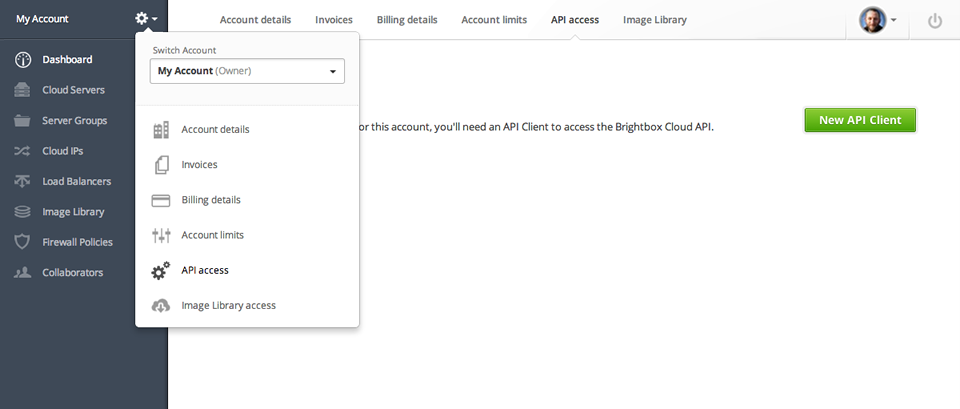 My Account
Account details Invoices Billing details Account limits API access Image Library
Switch Account
My Account (Owner)
Dashboard
Cloud Servers
Server Groups
Cloud IPs
Load Balancers
Image Library
Firewall Policies
Collaborators
Account details
Invoices
Billing details
Account limits
API access
Image Library access
or this account, you'll need an API Client to access the Brightbox Cloud API.
New API Client